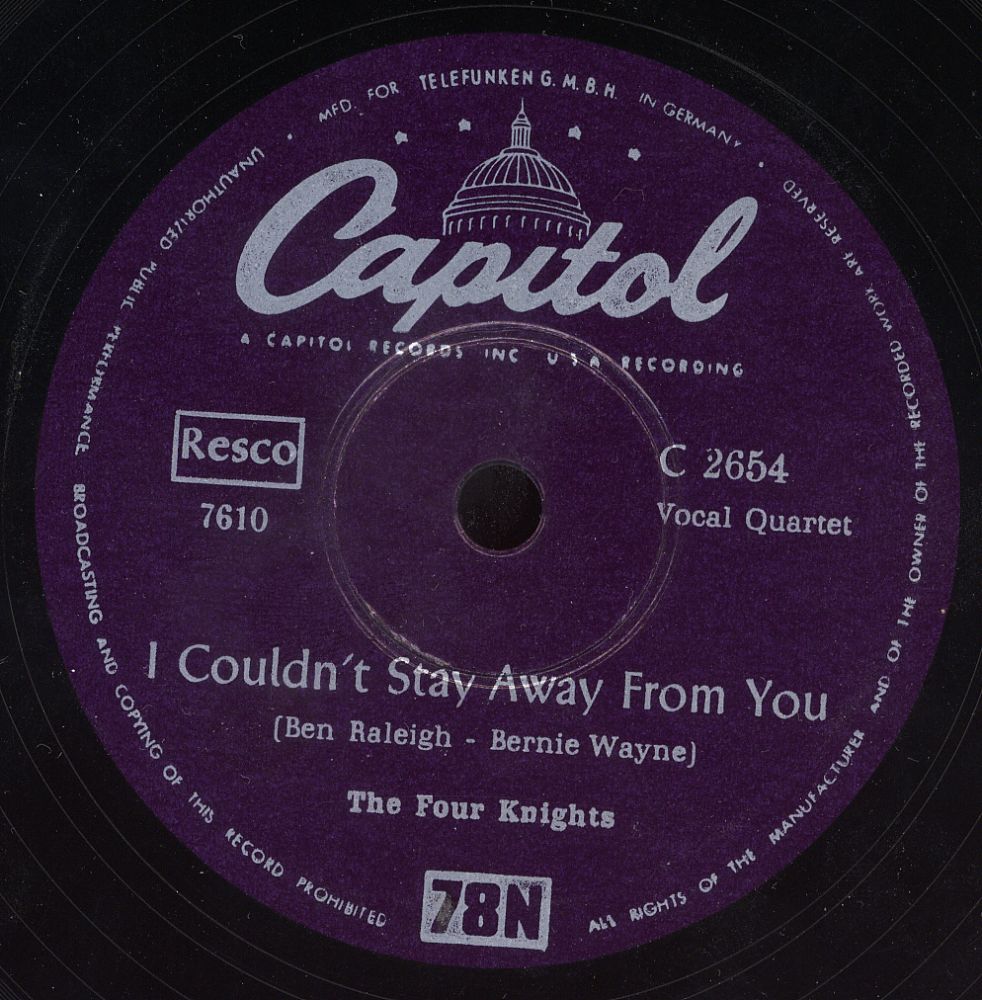 MFD. FOR TELEFUNKEN G.M.B.H. IN GERMANY
Capitol
A CAPITOL RECORDS INC U.S.A RECORDING
Resco
7610
C 2654
Vocal Quartet
I Couldn't Stay Away From You
(Ben Raleigh - Bernie Wayne)
The Four Knights
78N
UNAUTHORIZED PUBLIC PERFORMANCE BROADCASTING AND COPYING OF THIS RECORD PROHIBITED
ALL RIGHTS OF THE MANUFACTURER AND OF THE OWNER OF THE RECORDED WORK ARE RESERVED